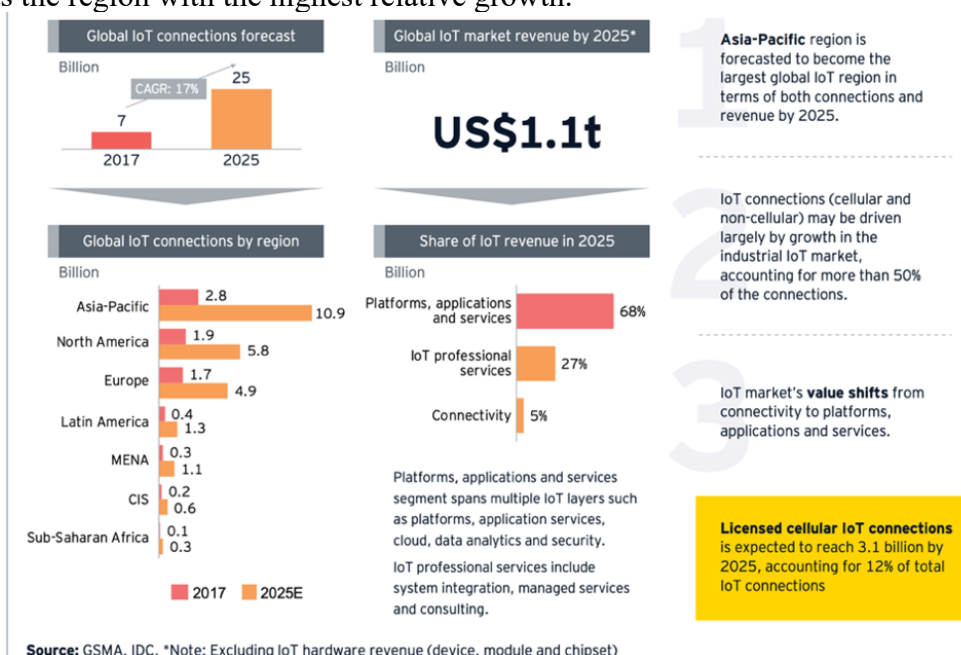 s the region with the highest relative growth.
Global IoT connections forecast
Billion
CAGR: 17%
7
25
2017
2025
Global IoT market revenue by 2025*
Billion
US$1.1t
Global IoT connections by region
Billion
Asia-Pacific
2.8
10.9
North America
1.9
5.8
Europe
1.7
4.9
Latin America
0.4
1.3
MENA
0.3
1.1
CIS
0.2
0.6
Sub-Saharan Africa
0.1
0.3
2017
2025E
Share of IoT revenue in 2025
Billion
Platforms, applications
and services
68%
IoT professional
services
27%
Connectivity
5%
Platforms, applications and services
segment spans multiple IoT layers such
as platforms, application services,
cloud, data analytics and security.
IoT professional services include
system integration, managed services
and consulting.
1
Asia-Pacific region is
forecasted to become the
largest global IoT region in
terms of both connections and
revenue by 2025.
2
IoT connections (cellular and
non-cellular) may be driven
largely by growth in the
industrial IoT market,
accounting for more than 50%
of the connections.
3
IoT market's value shifts from
connectivity to platforms,
applications and services.
Licensed cellular IoT connections
is expected to reach 3.1 billion by
2025, accounting for 12% of total
IoT connections
Source: GSMA, IDC. *Note: Excluding IoT hardware revenue (device, module and chipset)